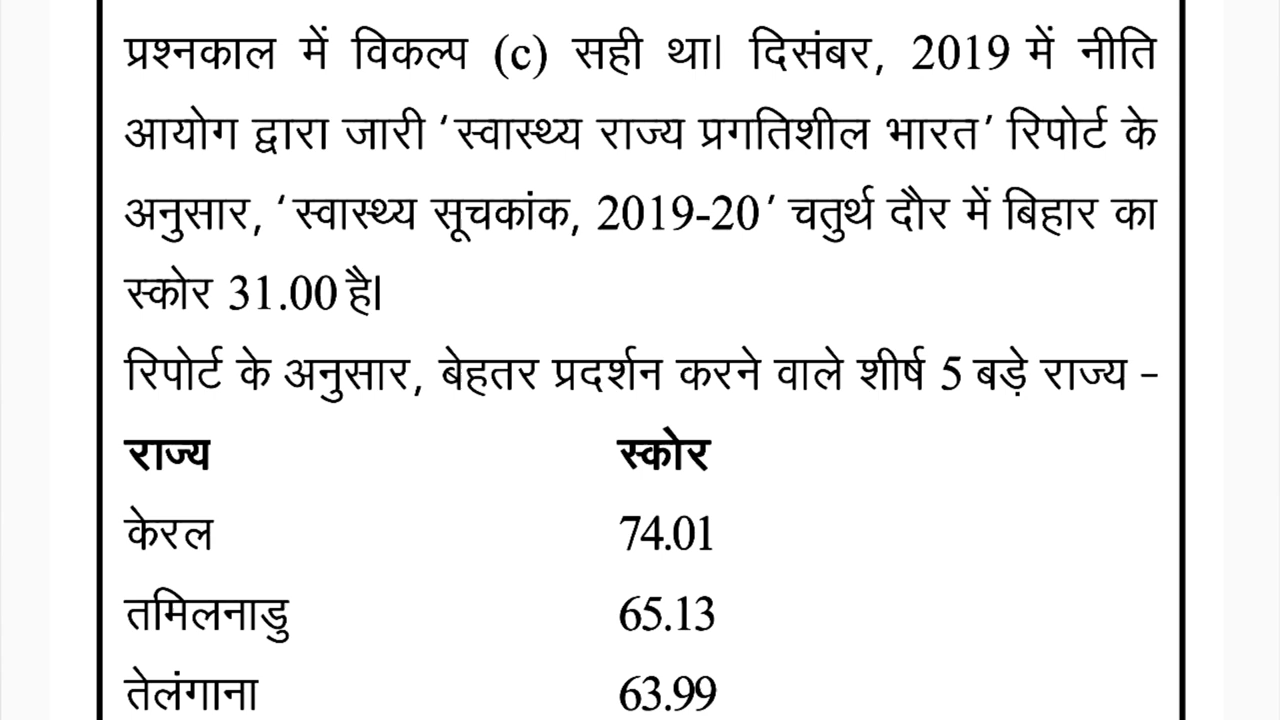 प्रश्नकाल में विकल्प (c) सही था। दिसंबर, 2019 में नीति
आयोग द्वारा जारी ‘स्वास्थ्य राज्य प्रगतिशील भारत’ रिपोर्ट के
अनुसार, ‘स्वास्थ्य सूचकांक, 2019-20’ चतुर्थ दौर में बिहार का
स्कोर 31.00 है।
रिपोर्ट के अनुसार, बेहतर प्रदर्शन करने वाले शीर्ष 5 बड़े राज्य –
राज्य स्कोर
केरल 74.01
तमिलनाडु 65.13
तेलंगाना 63.99